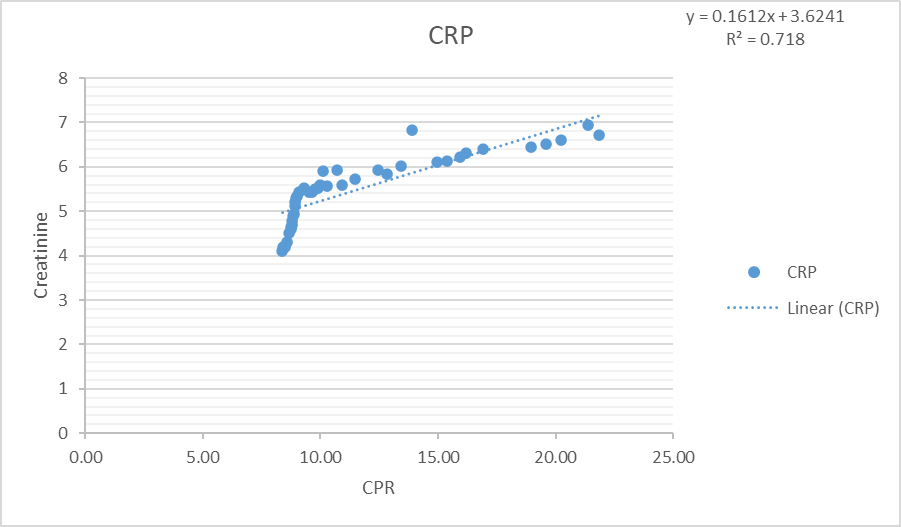 y = 0.1612x + 3.6241
R² = 0.718
CRP
8
7
6
5
4
3
2
1
0
Creatinine
0.00 5.00 10.00 15.00 20.00 25.00
CPR
CRP
Linear (CRP)